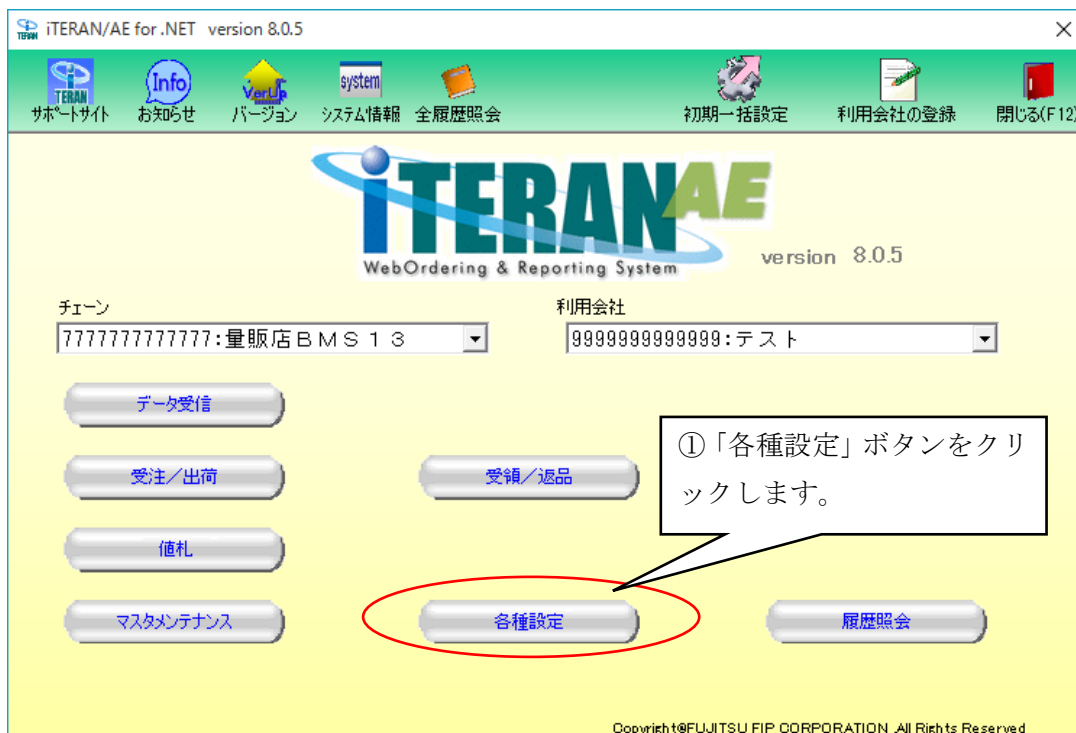 iTERAN/AE for .NET version 8.0.5
TERAN
Info
VerUp
system
サポートサイト お知らせ バージョン システム情報 全履歴照会 初期一括設定 利用会社の登録 閉じる(F12)
iTERAN AE
WebOrdering & Reporting System
version 8.0.5
チェーン 利用会社
7777777777777:量販店ＢＭＳ１３ 9999999999999:テスト
データ受信
①「各種設定」ボタンをクリ
ックします。
受注／出荷 受領／返品
値札
マスタメンテナンス 各種設定 履歴照会
Copyright@FUJITSU FIP CORPORATION All Rights Reserved